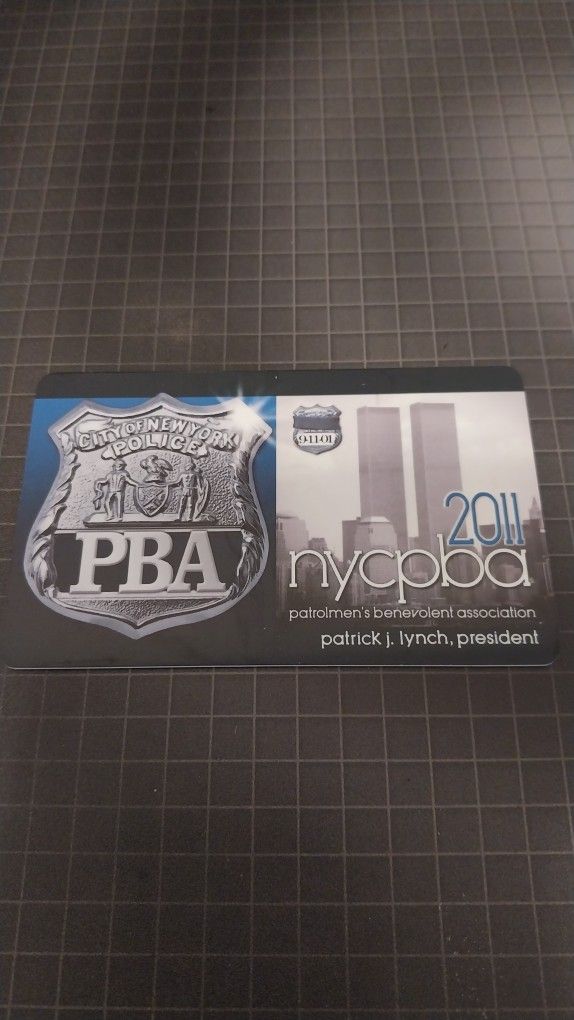 CITY OF NEW YORK
POLICE
PBA
9-11-01
2011
nycpba
patrolmen's benevolent association
patrick j. lynch, president